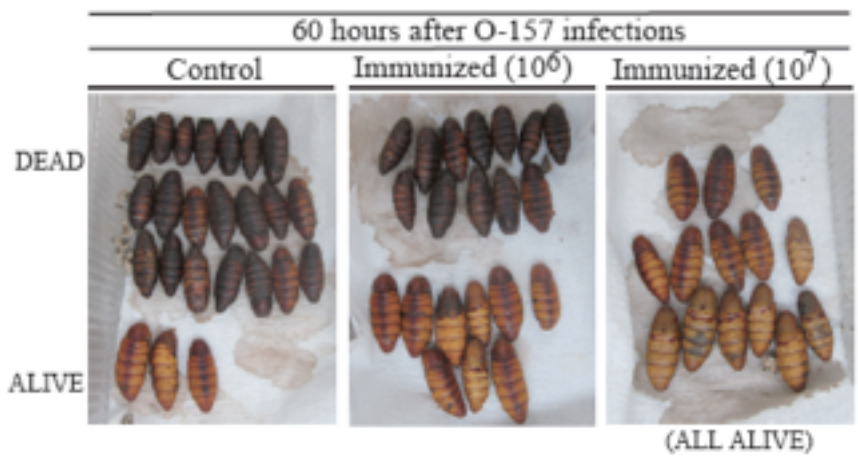 60 hours after O-157 infections
Control Immunized (10⁶) Immunized (10⁷)
DEAD
ALIVE
(ALL ALIVE)